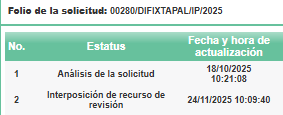 Folio de la solicitud: 00280/DIFIXTAPAL/IP/2025
No. Estatus Fecha y hora de actualización
1 Análisis de la solicitud 18/10/2025 10:21:08
2 Interposición de recurso de revisión 24/11/2025 10:09:40